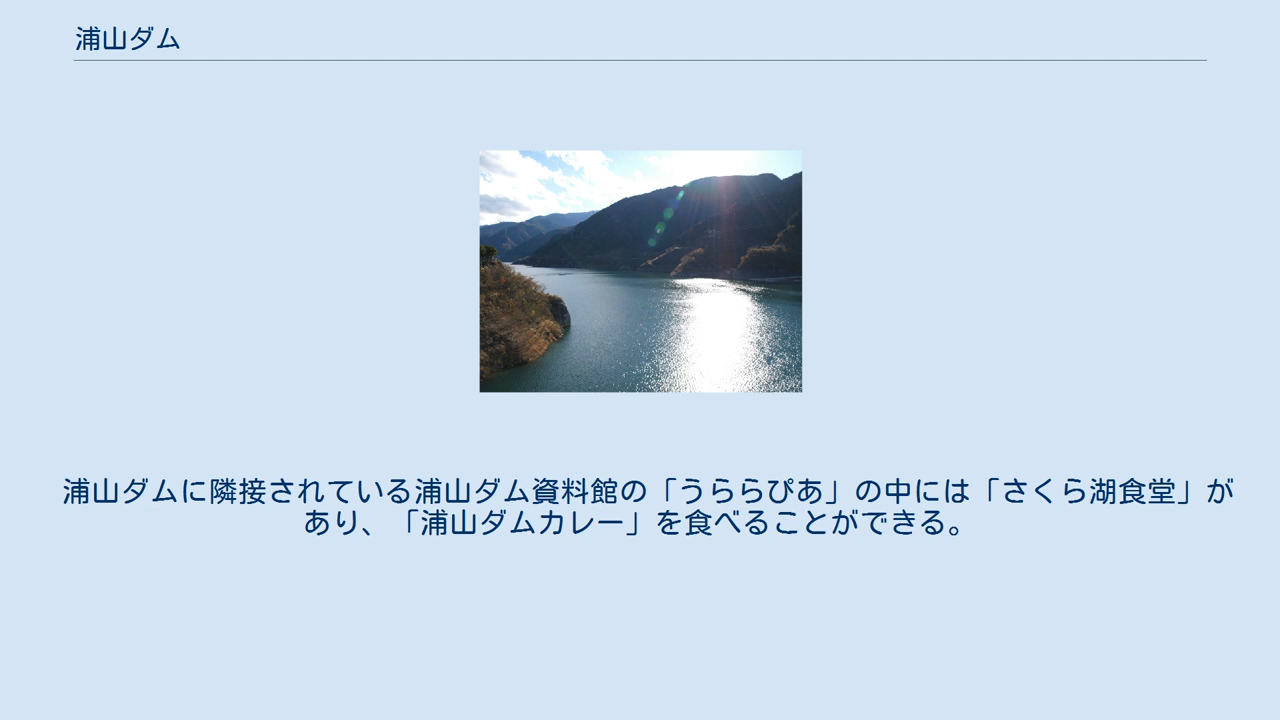 浦山ダム
浦山ダムに隣接されている浦山ダム資料館の「うららぴあ」の中には「さくら湖食堂」が
あり、「浦山ダムカレー」を食べることができる。